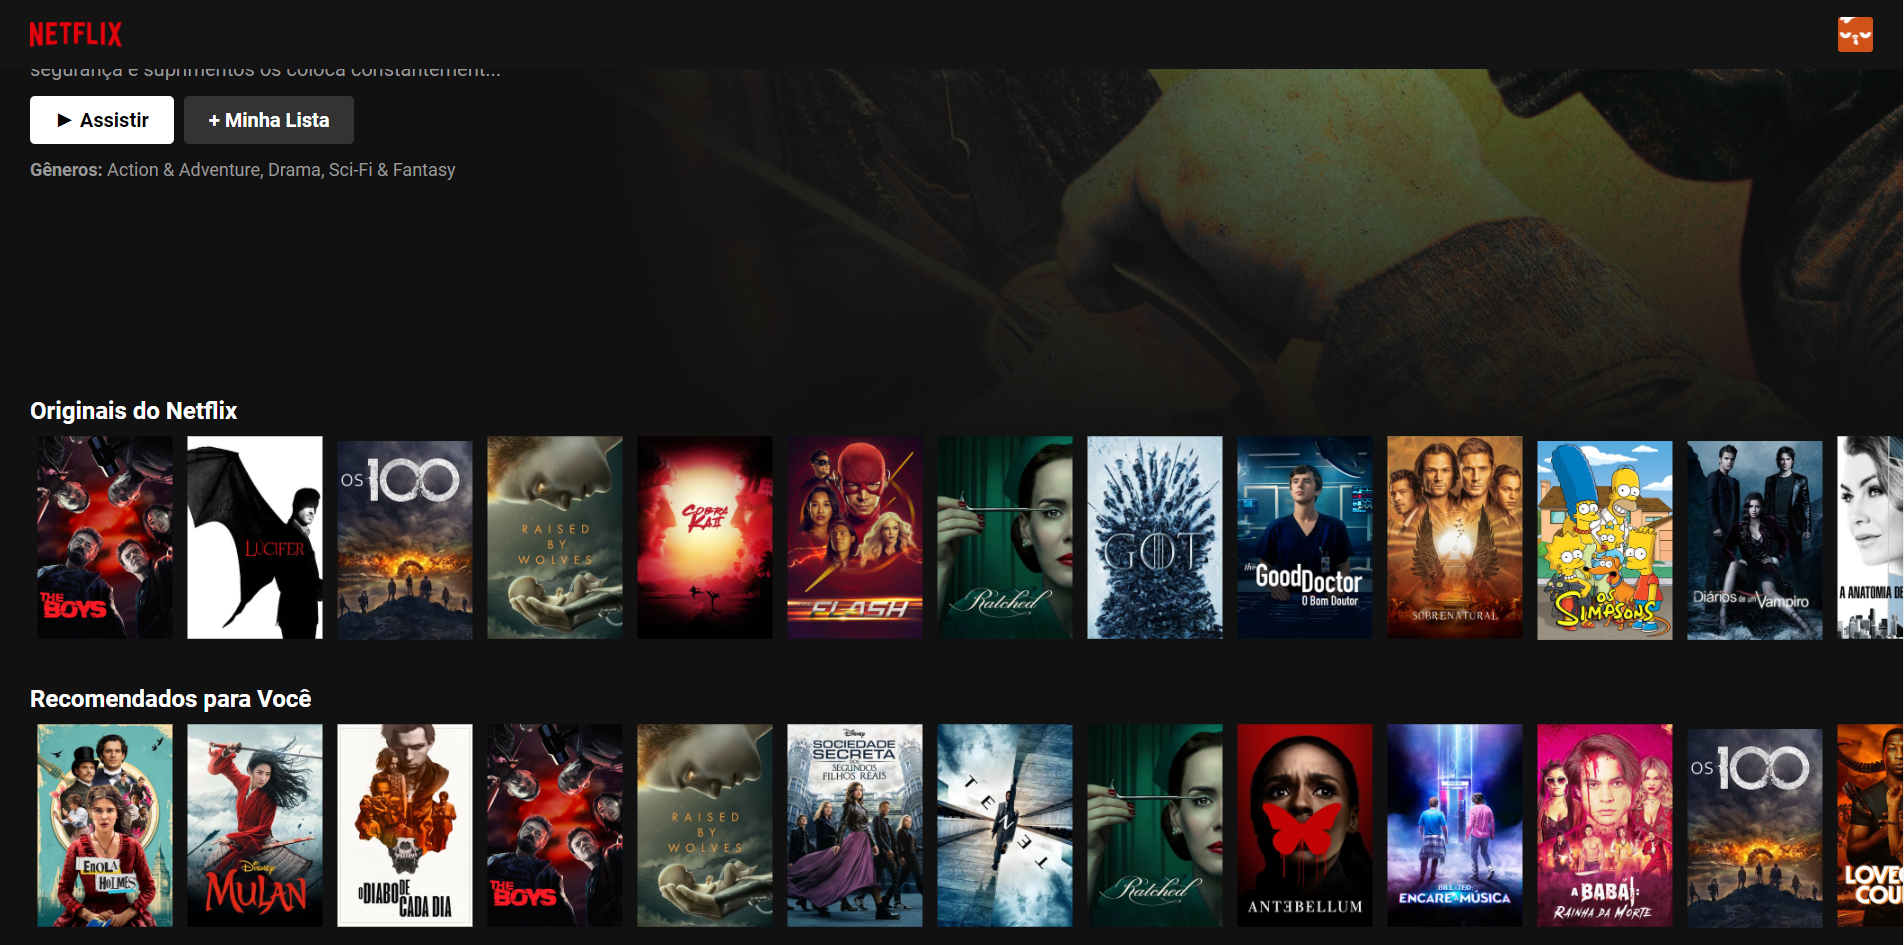 NETFLIX
segurança e suprimentos os coloca constantement...
► Assistir
+ Minha Lista
Gêneros: Action & Adventure, Drama, Sci-Fi & Fantasy
Originais do Netflix
THE BOYS
LUCIFER
OS 100
RAISED
BY
WOLVES
COBRA
KAI
FLASH
Ratched
GOT
the GoodDoctor
O Bom Doutor
SOBRENATURAL
OS
SIMPSONS
Diários de um Vampiro
A ANATOMIA DE
Recomendados para Você
ENOLA
HOLMES
Disney
MULAN
O DIABO DE
CADA DIA
THE BOYS
RAISED
BY
WOLVES
Disney
SOCIEDADE
SECRETA
DOS
SEGUNDOS
FILHOS REAIS
TENET
Ratched
ANTEBELLUM
BILL & TED:
ENCARE A MÚSICA
A BABÁ:
RAINHA DA MORTE
OS 100
LOVEC
COU